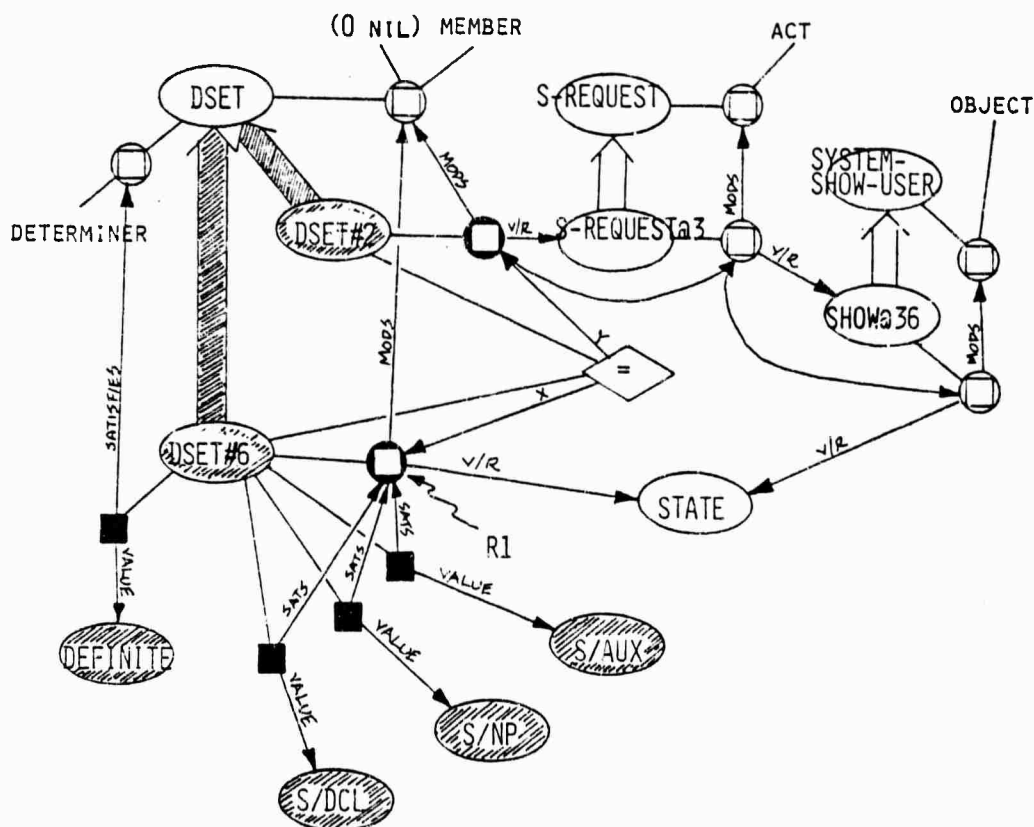 (0 NIL) MEMBER
ACT
DSET
S-REQUEST
OBJECT
SYSTEM-
SHOW-USER
MODS
MODS
DETERMINER
DSET#2
V/R
S-REQUEST@3
V/R
SHOW@36
MODS
SATISFIES
MODS
Y
=
X
DSET#6
V/R
V/R
STATE
R1
SATS
SATS
SATS
VALUE
VALUE
DEFINITE
VALUE
S/AUX
VALUE
S/NP
S/DCL